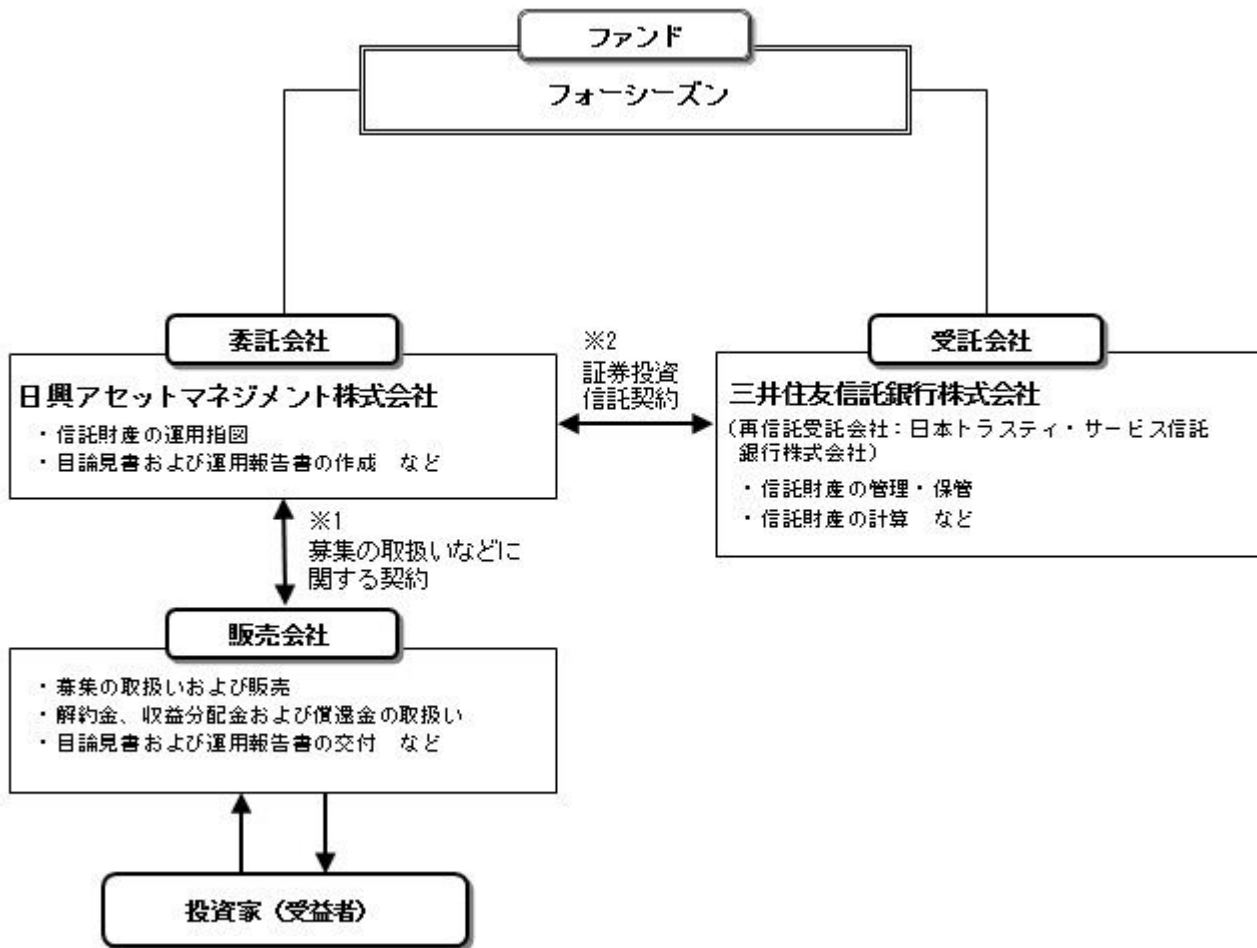 ファンド
フォーシーズン
委託会社
日興アセットマネジメント株式会社
・信託財産の運用指図
・目論見書および運用報告書の作成　など
※2
証券投資
信託契約
受託会社
三井住友信託銀行株式会社
（再信託受託会社：日本トラスティ・サービス信託
銀行株式会社）
・信託財産の管理・保管
・信託財産の計算　など
※1
募集の取扱いなどに
関する契約
販売会社
・募集の取扱いおよび販売
・解約金、収益分配金および償還金の取扱い
・目論見書および運用報告書の交付　など
投資家（受益者）